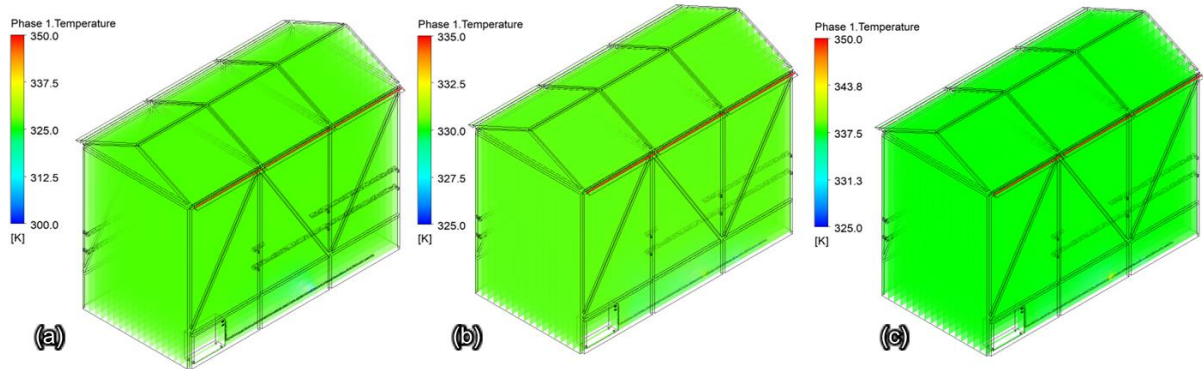 Phase 1.Temperature
350.0
337.5
325.0
312.5
300.0
[K]
(a)
Phase 1.Temperature
335.0
332.5
330.0
327.5
325.0
[K]
(b)
Phase 1.Temperature
350.0
343.8
337.5
331.3
325.0
[K]
(c)